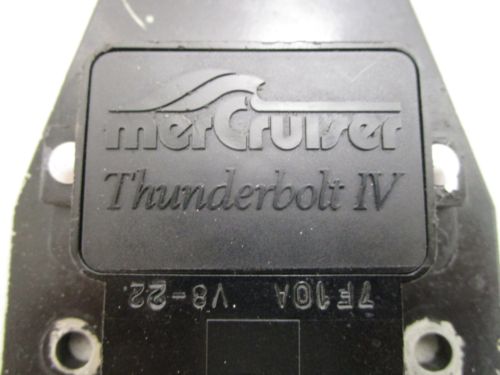 merCruiser
Thunderbolt IV
7F10A V8-22